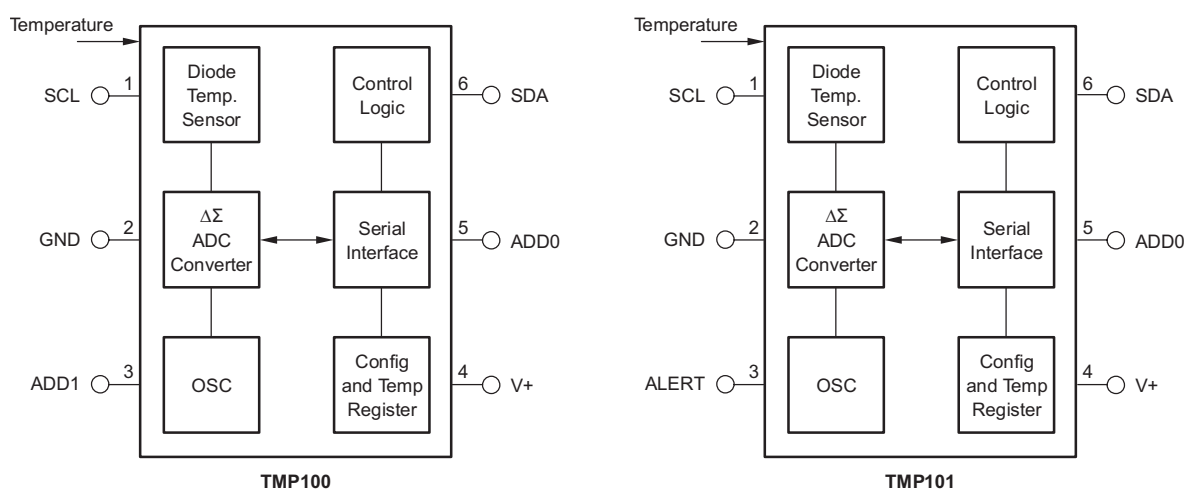 Temperature
SCL
1
Diode
Temp.
Sensor
Control
Logic
6
SDA
GND
2
ΔΣ
ADC
Converter
Serial
Interface
5
ADD0
ADD1
3
OSC
Config
and Temp
Register
4
V+
TMP100
Temperature
SCL
1
Diode
Temp.
Sensor
Control
Logic
6
SDA
GND
2
ΔΣ
ADC
Converter
Serial
Interface
5
ADD0
ALERT
3
OSC
Config
and Temp
Register
4
V+
TMP101